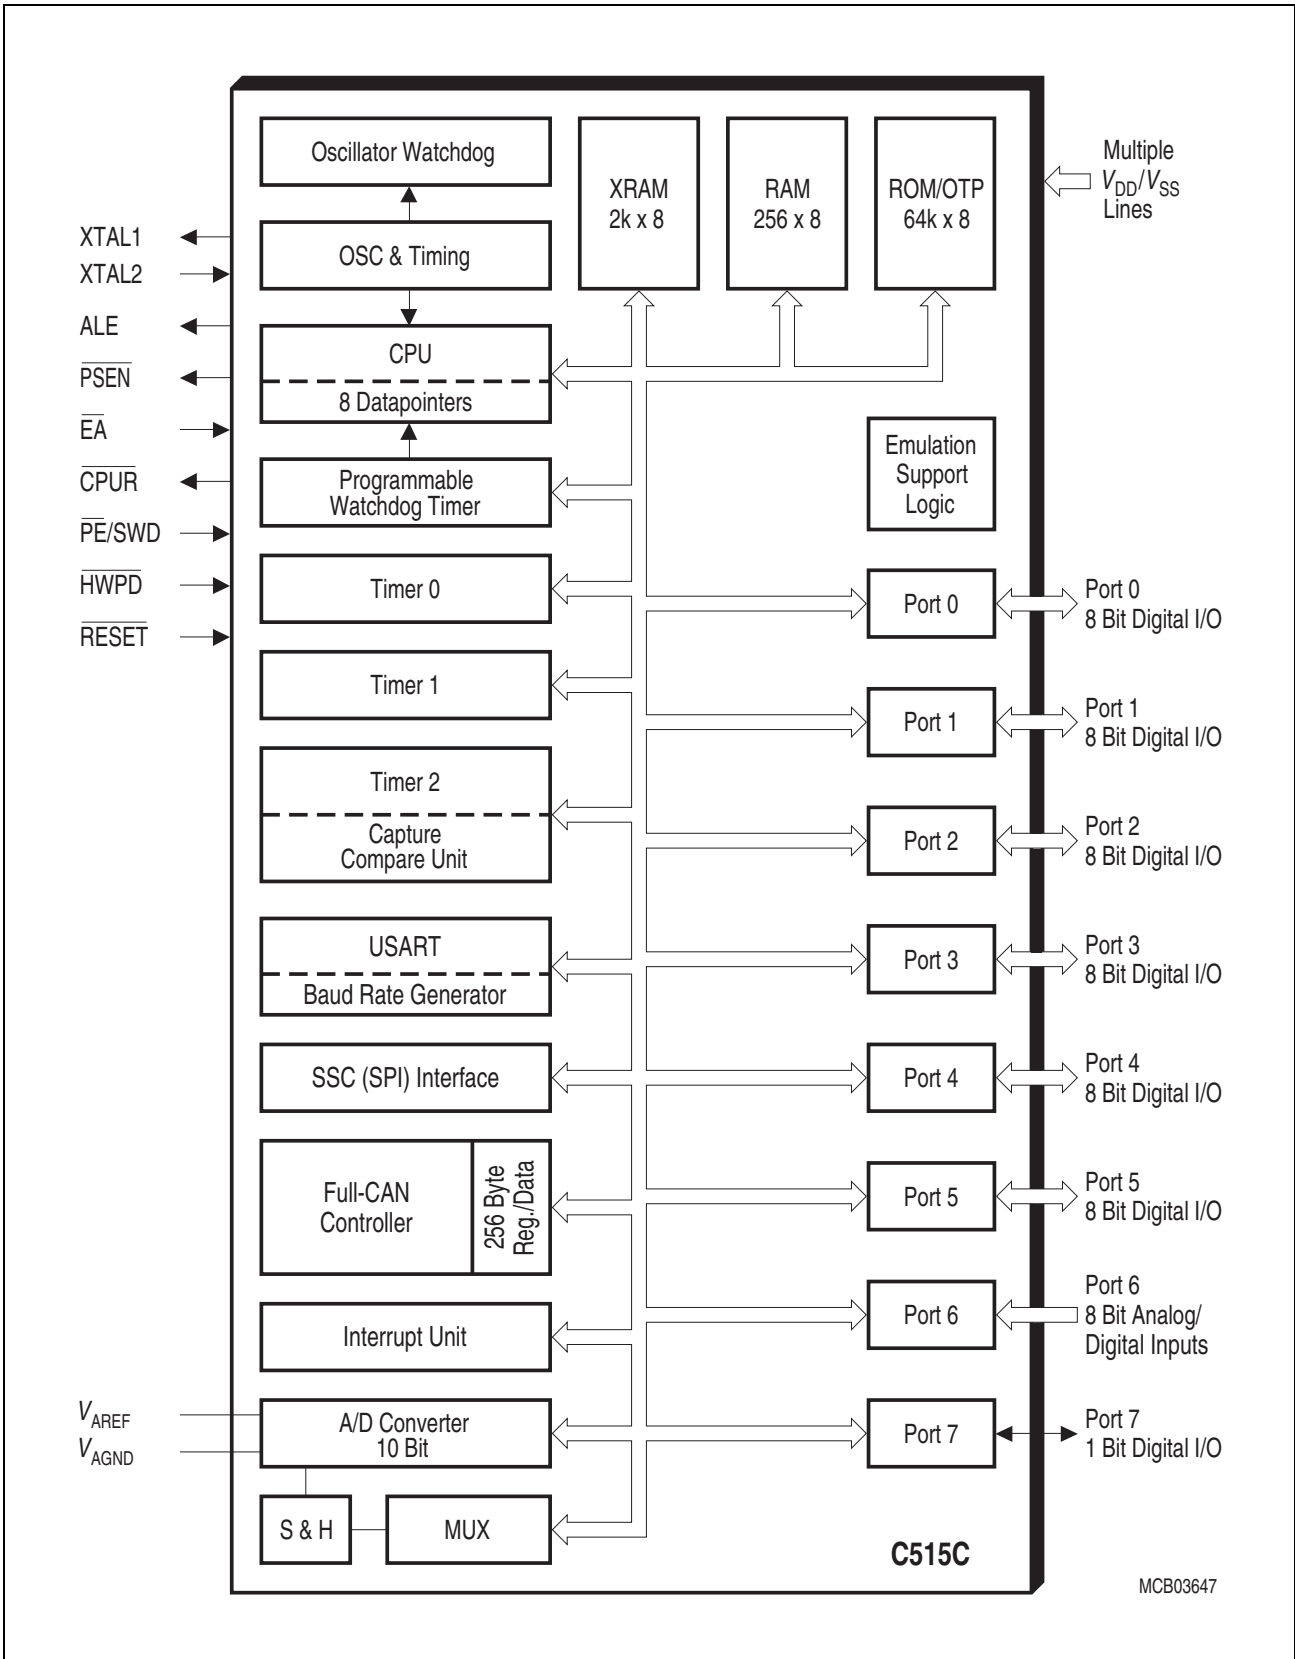 Oscillator Watchdog
OSC & Timing
CPU
8 Datapointers
Programmable
Watchdog Timer
Timer 0
Timer 1
Timer 2
Capture
Compare Unit
USART
Baud Rate Generator
SSC (SPI) Interface
Full-CAN
Controller
256 Byte
Reg./Data
Interrupt Unit
A/D Converter
10 Bit
S & H
MUX
XRAM
2k x 8
RAM
256 x 8
ROM/OTP
64k x 8
Emulation
Support
Logic
Port 0
Port 1
Port 2
Port 3
Port 4
Port 5
Port 6
Port 7
C515C
XTAL1
XTAL2
ALE
PSEN
EA
CPUR
PE/SWD
HWPD
RESET
VAREF
VAGND
Multiple
VDD/VSS
Lines
Port 0
8 Bit Digital I/O
Port 1
8 Bit Digital I/O
Port 2
8 Bit Digital I/O
Port 3
8 Bit Digital I/O
Port 4
8 Bit Digital I/O
Port 5
8 Bit Digital I/O
Port 6
8 Bit Analog/
Digital Inputs
Port 7
1 Bit Digital I/O
MCB03647